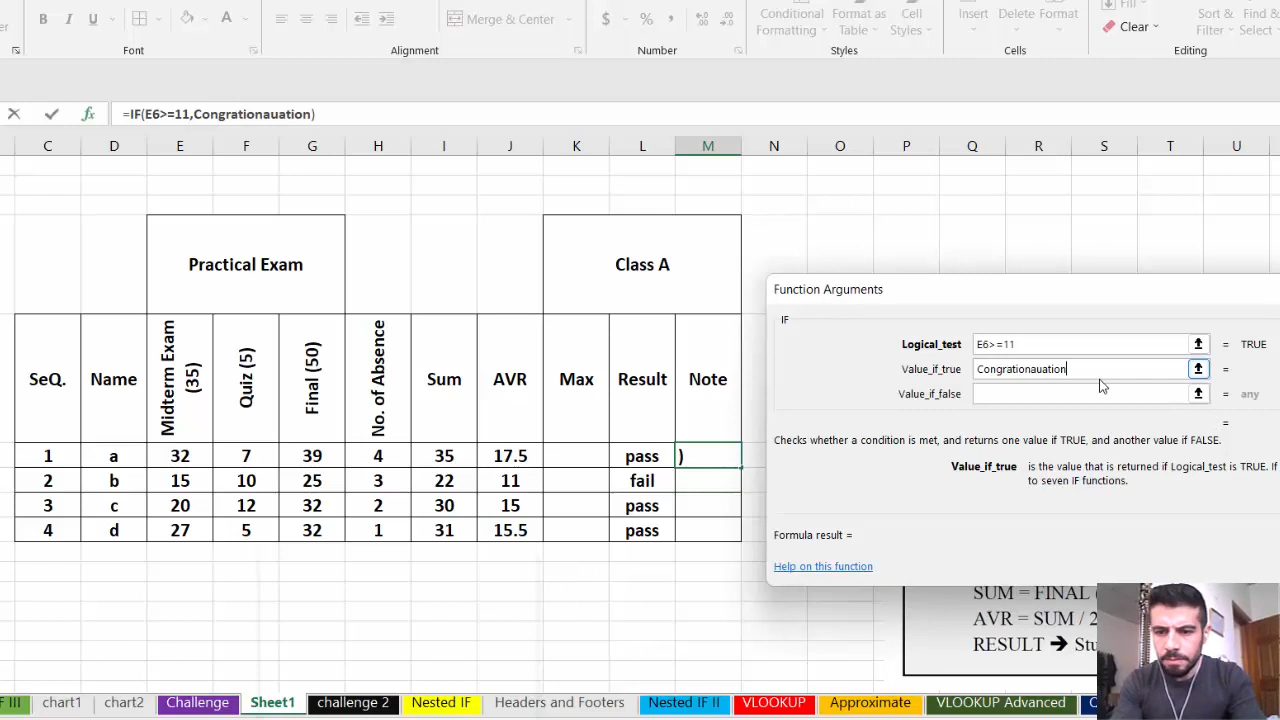 B I U $ % ,
Merge & Center
Conditional Format as Cell Insert Delete Format Clear Sort & Find &
Formatting Table Styles Filter Select
Font Alignment Number Styles Cells Editing
fx =IF(E6>=11,Congrationauation)
C D E F G H I J K L M N O P Q R S T U
Practical Exam Class A
SeQ. Name Midterm Exam (35) Quiz (5) Final (50) No. of Absence Sum AVR Max Result Note
1 a 32 7 39 4 35 17.5 pass )
2 b 15 10 25 3 22 11 fail
3 c 20 12 32 2 30 15 pass
4 d 27 5 32 1 31 15.5 pass
Function Arguments
IF
Logical_test E6>=11 = TRUE
Value_if_true Congrationauation =
Value_if_false = any
=
Checks whether a condition is met, and returns one value if TRUE, and another value if FALSE.
Value_if_true is the value that is returned if Logical_test is TRUE. If
to seven IF functions.
Formula result =
Help on this function
SUM = FINAL
AVR = SUM / 2
RESULT ➔ Stu
IF III chart1 chart2 Challenge Sheet1 challenge 2 Nested IF Headers and Footers Nested IF II VLOOKUP Approximate VLOOKUP Advanced